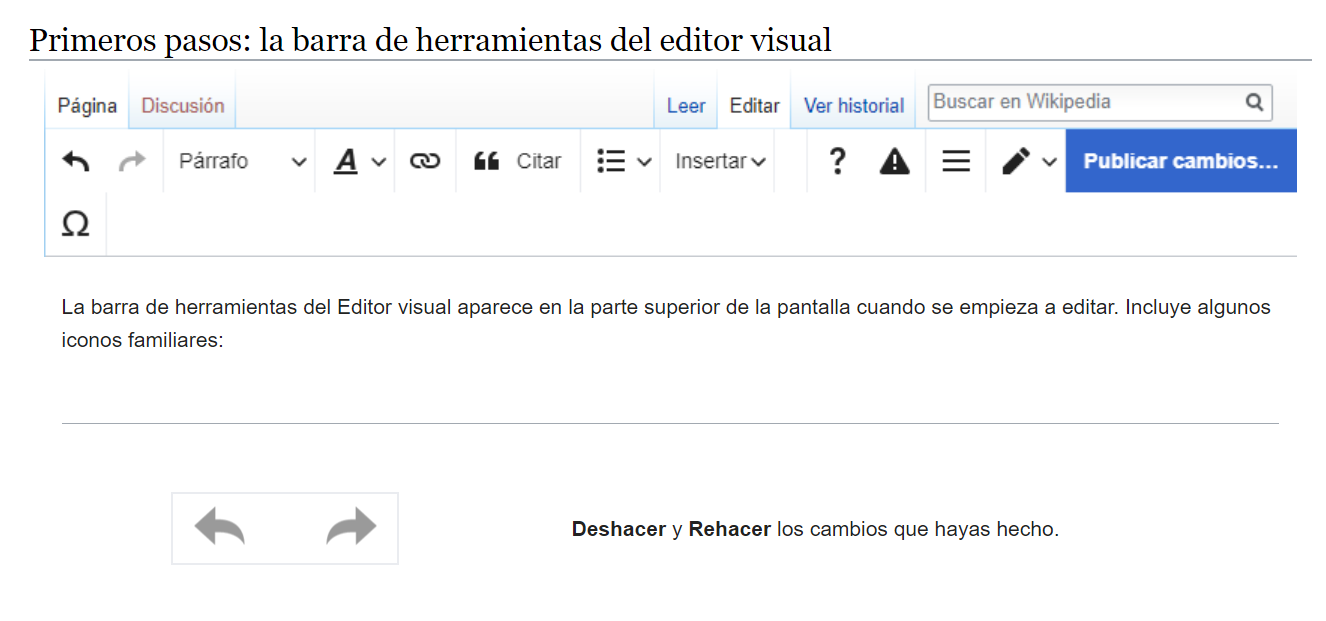 Primeros pasos: la barra de herramientas del editor visual
Página Discusión Leer Editar Ver historial Buscar en Wikipedia
Párrafo A Citar Insertar ? Publicar cambios...
Ω
La barra de herramientas del Editor visual aparece en la parte superior de la pantalla cuando se empieza a editar. Incluye algunos
iconos familiares:
Deshacer y Rehacer los cambios que hayas hecho.